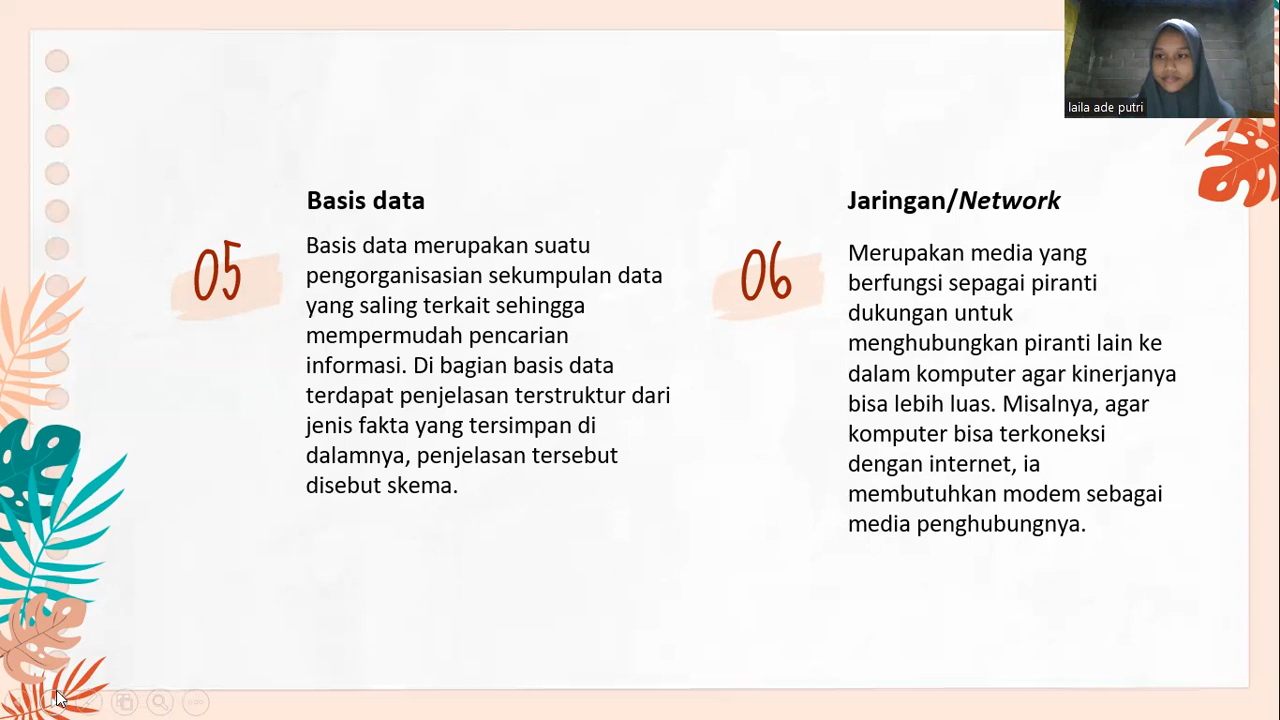 laila ade putri
Basis data
05
Basis data merupakan suatu
pengorganisasian sekumpulan data
yang saling terkait sehingga
mempermudah pencarian
informasi. Di bagian basis data
terdapat penjelasan terstruktur dari
jenis fakta yang tersimpan di
dalamnya, penjelasan tersebut
disebut skema.
Jaringan/Network
06
Merupakan media yang
berfungsi sepagai piranti
dukungan untuk
menghubungkan piranti lain ke
dalam komputer agar kinerjanya
bisa lebih luas. Misalnya, agar
komputer bisa terkoneksi
dengan internet, ia
membutuhkan modem sebagai
media penghubungnya.